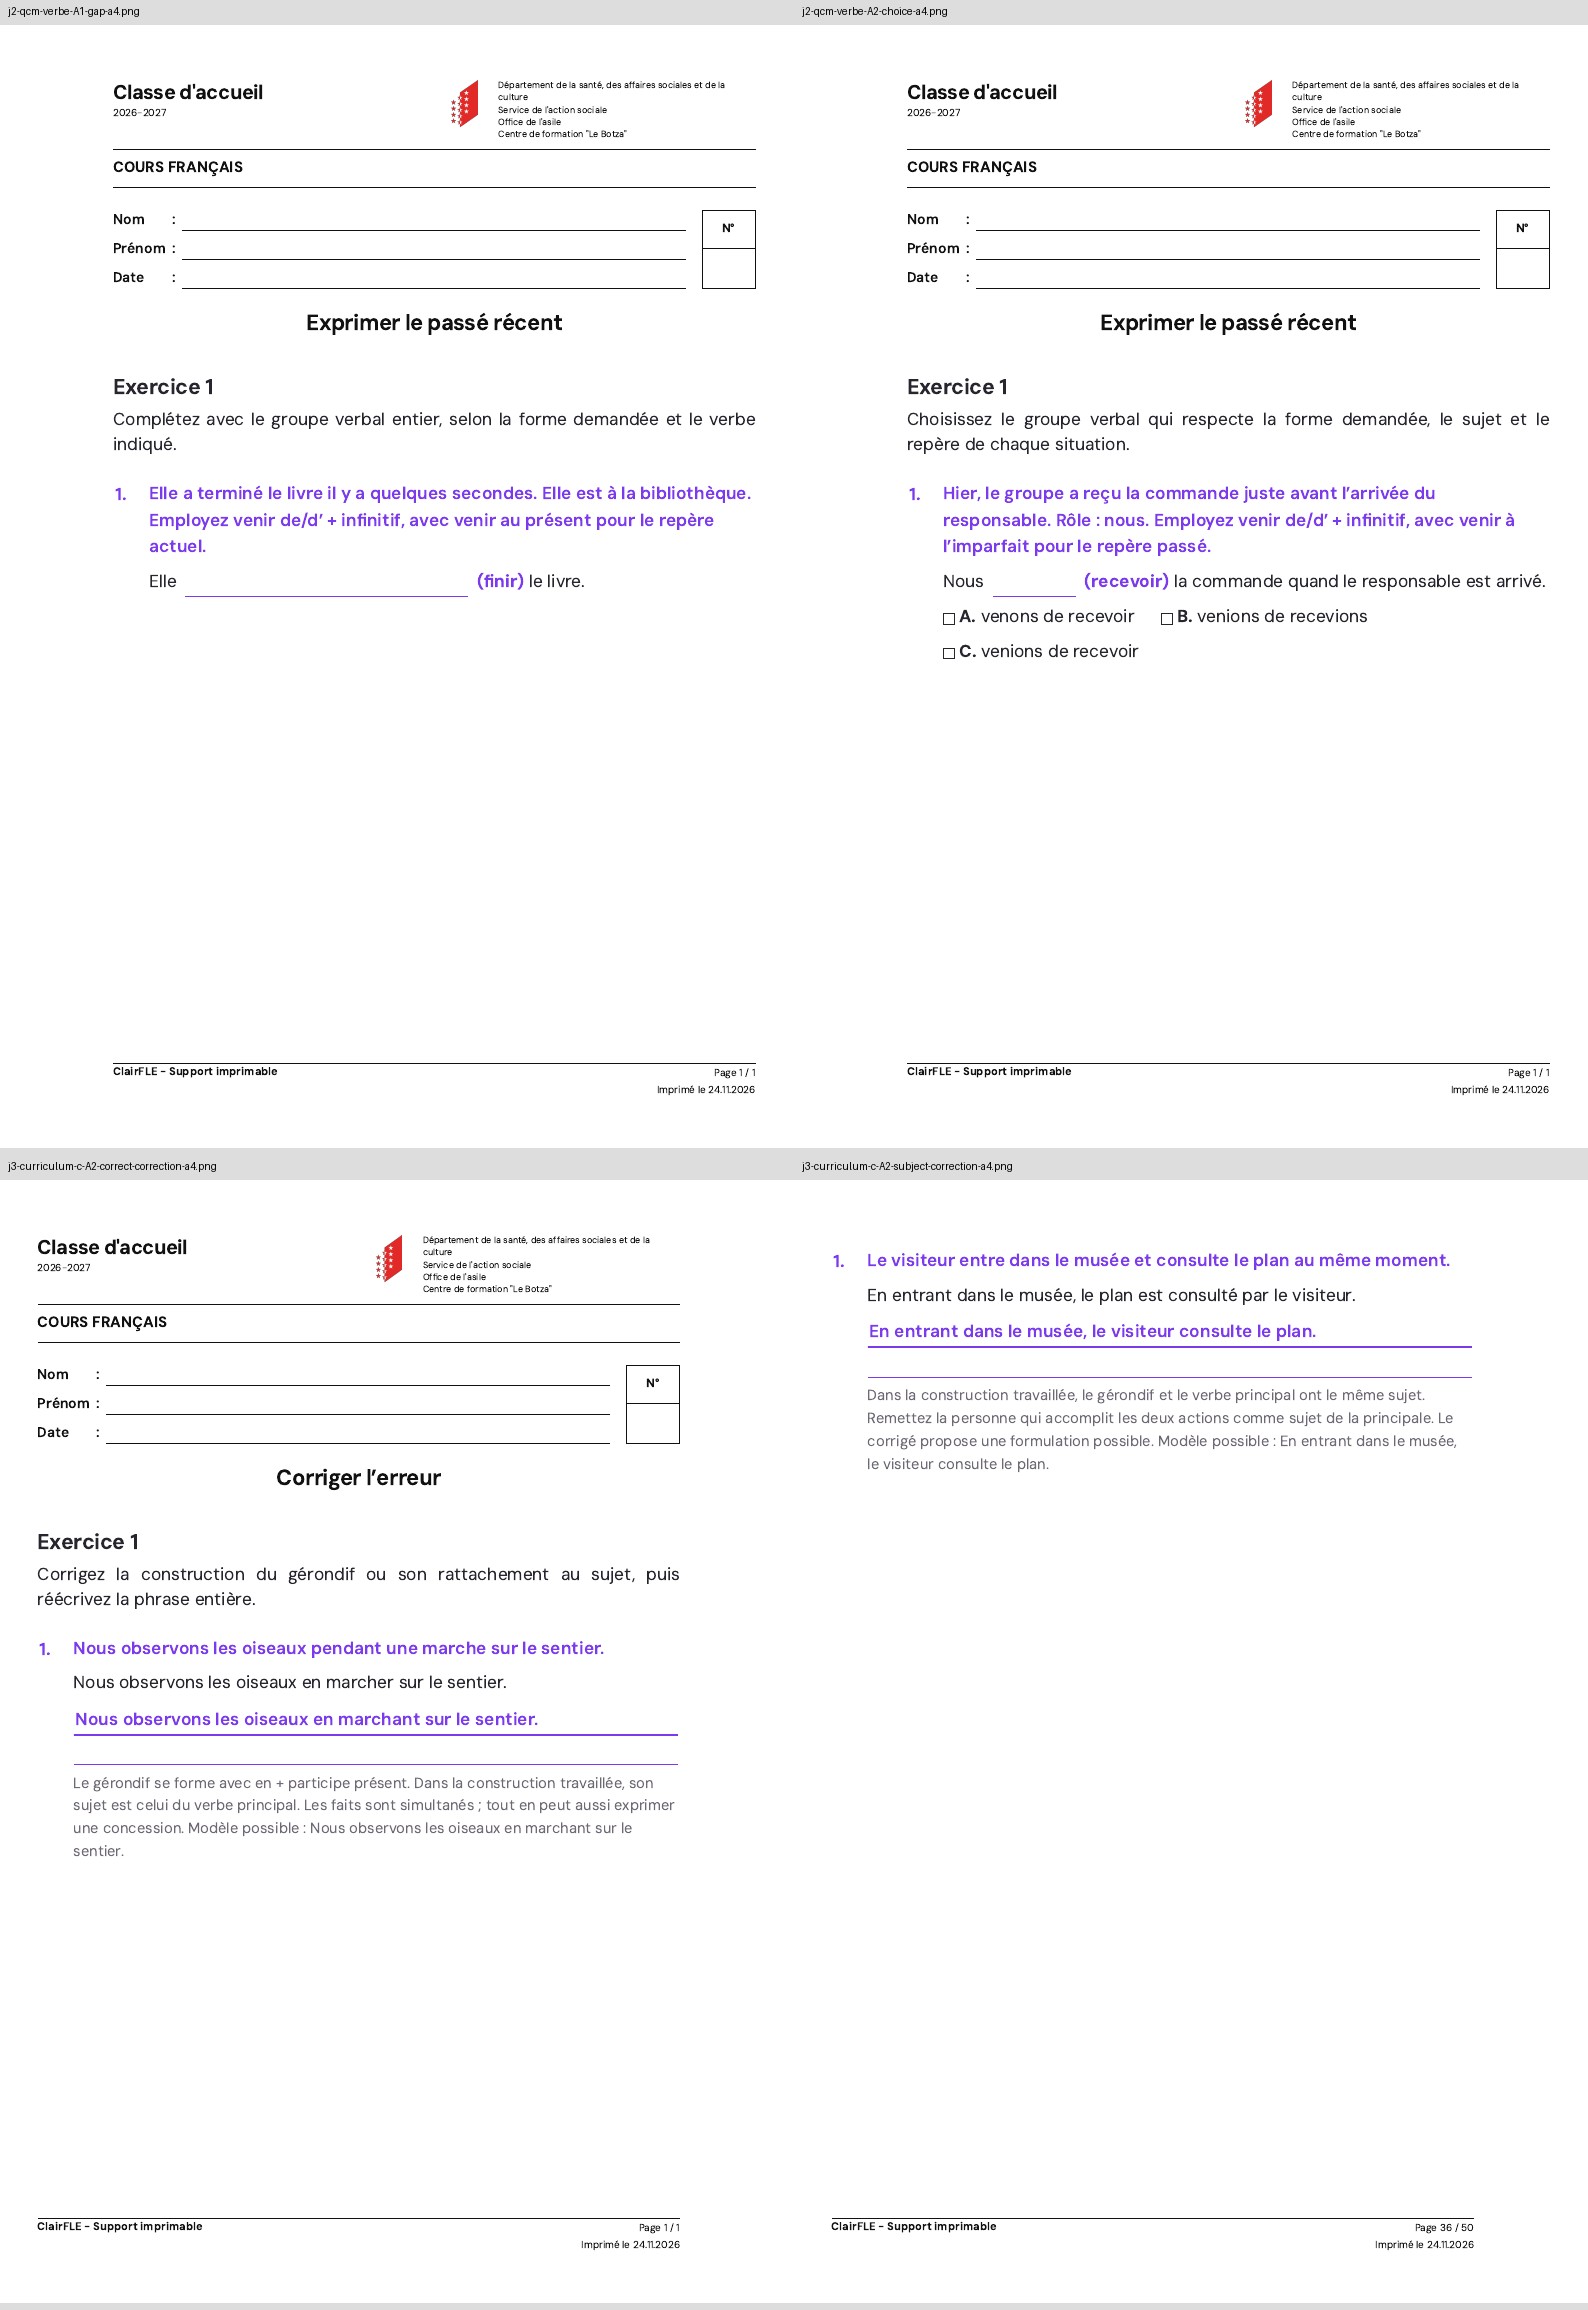 j2-qcm-verbe-A1-gap-a4.png
Classe d'accueil
2026-2027
Département de la santé, des affaires sociales et de la
culture
Service de l'action sociale
Office de l'asile
Centre de formation "Le Botza"
COURS FRANÇAIS
Nom :
Prénom :
Date :
N°
Exprimer le passé récent
Exercice 1
Complétez avec le groupe verbal entier, selon la forme demandée et le verbe
indiqué.
1. Elle a terminé le livre il y a quelques secondes. Elle est à la bibliothèque.
Employez venir de/d’ + infinitif, avec venir au présent pour le repère
actuel.
Elle (finir) le livre.
ClairFLE – Support imprimable
Page 1 / 1
Imprimé le 24.11.2026
j2-qcm-verbe-A2-choice-a4.png
Classe d'accueil
2026-2027
Département de la santé, des affaires sociales et de la
culture
Service de l'action sociale
Office de l'asile
Centre de formation "Le Botza"
COURS FRANÇAIS
Nom :
Prénom :
Date :
N°
Exprimer le passé récent
Exercice 1
Choisissez le groupe verbal qui respecte la forme demandée, le sujet et le
repère de chaque situation.
1. Hier, le groupe a reçu la commande juste avant l’arrivée du
responsable. Rôle : nous. Employez venir de/d’ + infinitif, avec venir à
l’imparfait pour le repère passé.
Nous (recevoir) la commande quand le responsable est arrivé.
A. venons de recevoir B. venions de recevions
C. venions de recevoir
ClairFLE – Support imprimable
Page 1 / 1
Imprimé le 24.11.2026
j3-curriculum-c-A2-correct-correction-a4.png
Classe d'accueil
2026-2027
Département de la santé, des affaires sociales et de la
culture
Service de l'action sociale
Office de l'asile
Centre de formation "Le Botza"
COURS FRANÇAIS
Nom :
Prénom :
Date :
N°
Corriger l’erreur
Exercice 1
Corrigez la construction du gérondif ou son rattachement au sujet, puis
réécrivez la phrase entière.
1. Nous observons les oiseaux pendant une marche sur le sentier.
Nous observons les oiseaux en marcher sur le sentier.
Nous observons les oiseaux en marchant sur le sentier.
Le gérondif se forme avec en + participe présent. Dans la construction travaillée, son
sujet est celui du verbe principal. Les faits sont simultanés ; tout en peut aussi exprimer
une concession. Modèle possible : Nous observons les oiseaux en marchant sur le
sentier.
ClairFLE – Support imprimable
Page 1 / 1
Imprimé le 24.11.2026
j3-curriculum-c-A2-subject-correction-a4.png
1. Le visiteur entre dans le musée et consulte le plan au même moment.
En entrant dans le musée, le plan est consulté par le visiteur.
En entrant dans le musée, le visiteur consulte le plan.
Dans la construction travaillée, le gérondif et le verbe principal ont le même sujet.
Remettez la personne qui accomplit les deux actions comme sujet de la principale. Le
corrigé propose une formulation possible. Modèle possible : En entrant dans le musée,
le visiteur consulte le plan.
ClairFLE – Support imprimable
Page 36 / 50
Imprimé le 24.11.2026